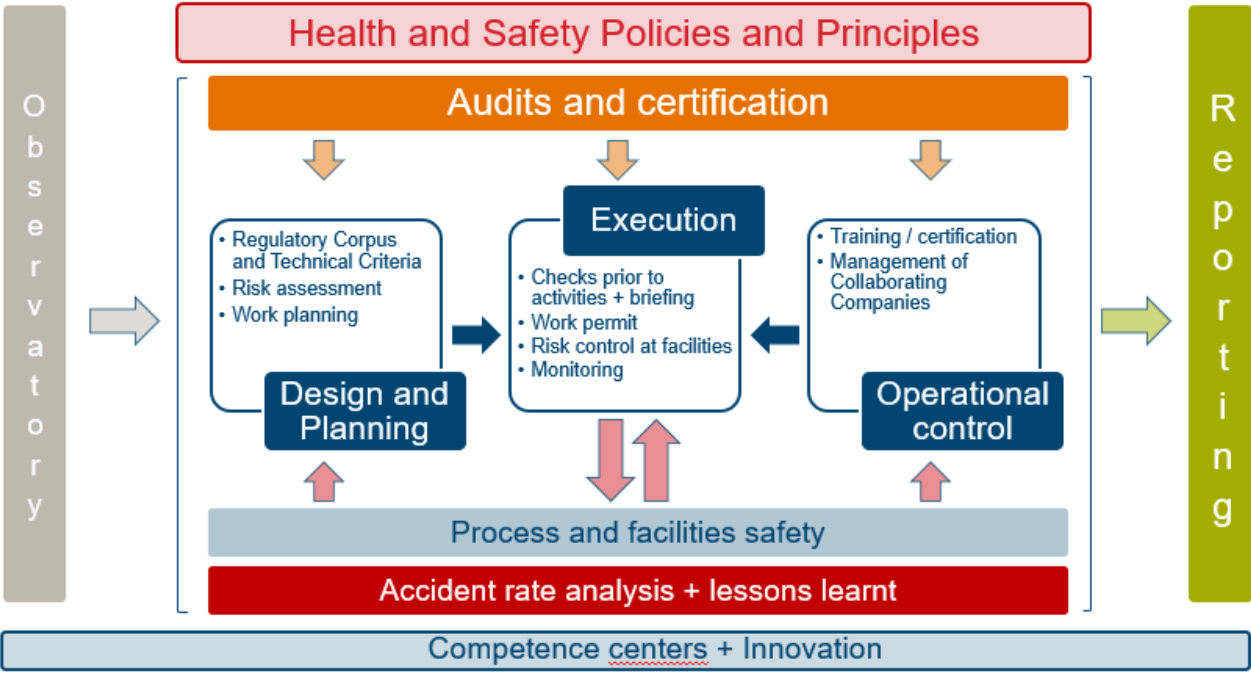 Health and Safety Policies and Principles
Observatory
Audits and certification
Reporting
Execution
• Regulatory Corpus
and Technical Criteria
• Risk assessment
• Work planning
Design and
Planning
• Checks prior to
activities + briefing
• Work permit
• Risk control at facilities
• Monitoring
• Training / certification
• Management of
Collaborating
Companies
Operational
control
Process and facilities safety
Accident rate analysis + lessons learnt
Competence centers + Innovation